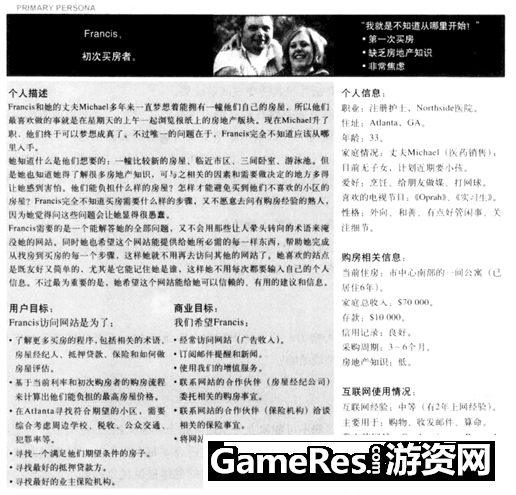 PRIMARY PERSONA
Francis,
初次买房者。
“我就是不知道从哪里开始！”
• 第一次买房
• 缺乏房地产知识
• 非常焦虑
个人描述
Francis和她的丈夫Michael多年来一直梦想着能拥有一幢他们自己的房屋，所以他们
最喜欢做的事就是在星期天的上午一起浏览报纸上的房地产版块。现在Michael升了
职，他们终于可以梦想成真了。不过唯一的问题在于，Francis完全不知道应该从哪
里入手。
她知道什么是他们想要的：一幢比较新的房屋、临近市区、三间卧室、游泳池。但
是她也知道她得了解很多房地产知识，可与之相关的因素和需要做决定的地方多得
让她感到害怕。他们能负担什么样的房屋？怎样才能避免买到他们不喜欢的小区的
房屋？Francis完全不知道买房需要什么样的步骤，又不愿意去问有购房经验的熟人，
因为她觉得问这些问题会让她显得很愚蠢。
Francis需要的是一个能解答她的全部问题，又不会用那些让人晕头转向的术语来淹
没她的网站。同时她也希望这个网站能提供给她所必需的每一样东西，帮助她完成
从找房到买房的每一个步骤，这样她就不用再去访问其他的网站了。她喜欢的站点
是既友好又简单的，尤其是它能记住她是谁，这样她不用每次都要输入自己的个人
信息。不过最为重要的是，她希望这个网站能给她可以信赖的、有用的建议和信息。
用户目标：
Francis访问网站是为了：
• 了解更多买房的程序，包括相关的术语、
房屋经纪人、抵押贷款、保险和如何做
房屋评估。
• 基于当前利率和初次购房者的购房流程
来计算出他们能负担的最高房屋价格。
• 在Atlanta寻找符合期望的小区，需要
综合考虑周边学校、税收、公众交通、
犯罪率等。
• 寻找一个满足他们期望条件的房子。
• 寻找最好的抵押贷款方。
• 寻找最好的业主保险机构。
商业目标：
我们希望Francis：
• 经常访问网站（广告收入）。
• 订阅邮件提醒和新闻。
• 使用我们的增值服务。
• 联系网站的合作伙伴（房屋经纪公司）
委托相关的购房事宜。
• 联系网站的合作伙伴（保险机构）洽谈
相关的保险事宜。
• 将网站
个人信息：
职业：注册护士，Northside医院。
住址：Atlanta，GA。
年龄：33。
家庭情况：丈夫Michael（医药销售）；
目前无子女，计划近期要小孩。
爱好：烹饪、给朋友做媒、打网球。
喜欢的电视节目：《Oprah》、《实习生》。
性格：外向、和善、有点好管闲事、关
注细节。
购房相关信息：
当前住房：市中心南部的一间公寓（已
居住6年）。
家庭总收入：$70 000。
存款：$10 000。
信用记录：良好。
采购周期：3－6个月。
房地产知识：低。
互联网使用情况：
互联网经验：中等（有2年上网经验）。
主要用于：购物、收发邮件、算命。
GameRes.com游资网